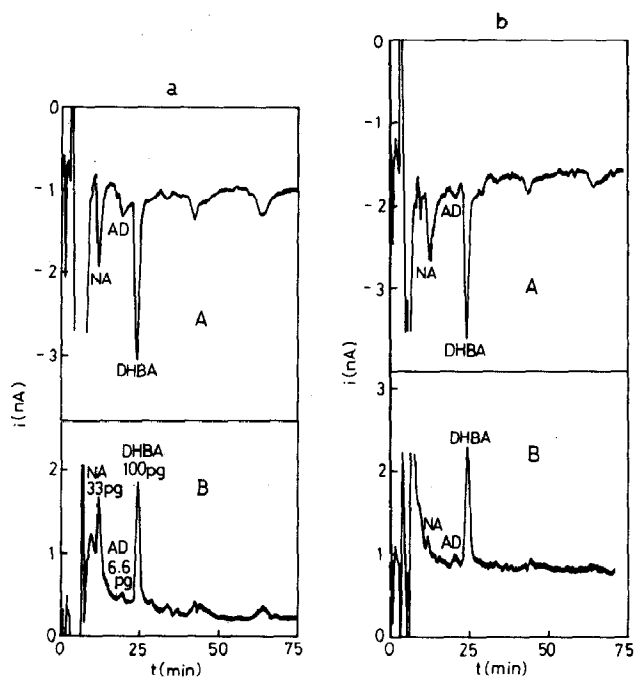 a
0
-1
-2
-3
NA
AD
DHBA
A
i(nA)
2
1
0
NA
33pg
AD
6.6
pg
DHBA
100pg
B
0 25 50 75
t(min)
b
0
-1
-2
-3
NA
AD
DHBA
A
i(nA)
3
2
1
0
NA
AD
DHBA
B
0 25 50 75
t(min)